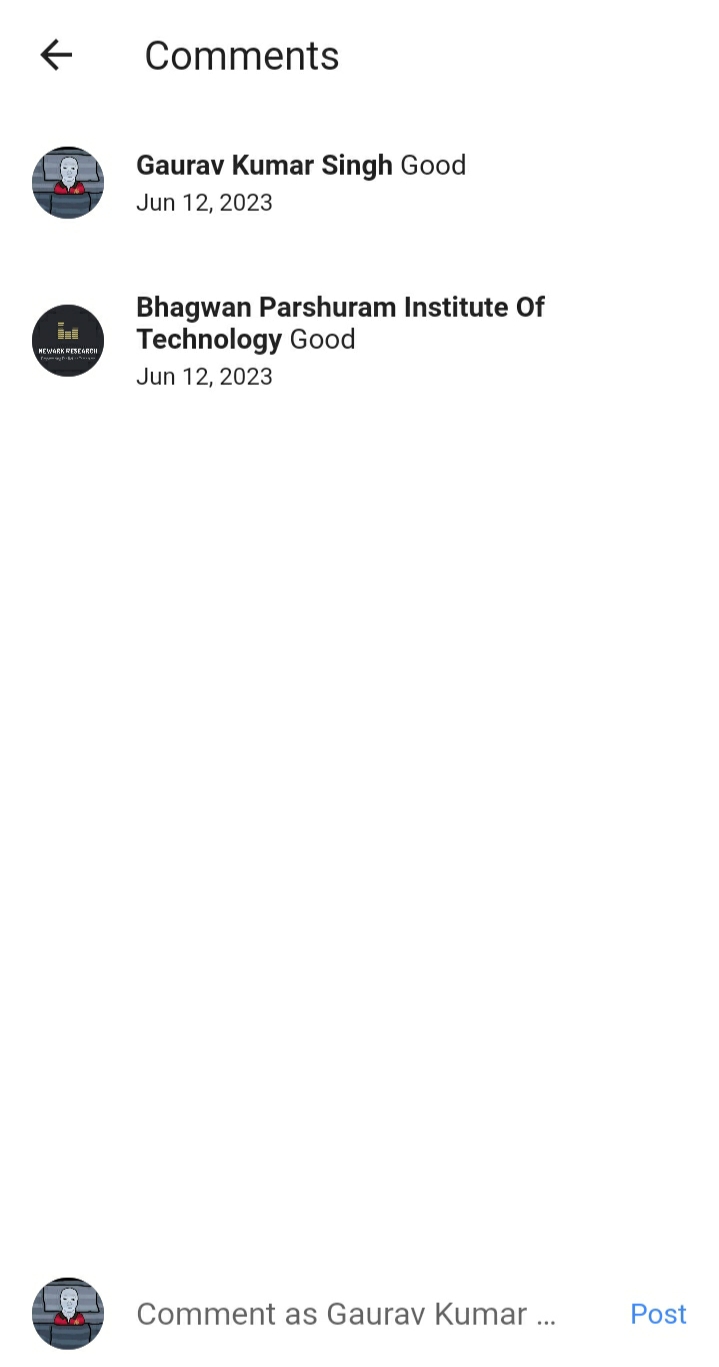 Comments
Gaurav Kumar Singh Good
Jun 12, 2023
Bhagwan Parshuram Institute Of
Technology Good
Jun 12, 2023
NEWARK RESEARCH
Comment as Gaurav Kumar ...
Post